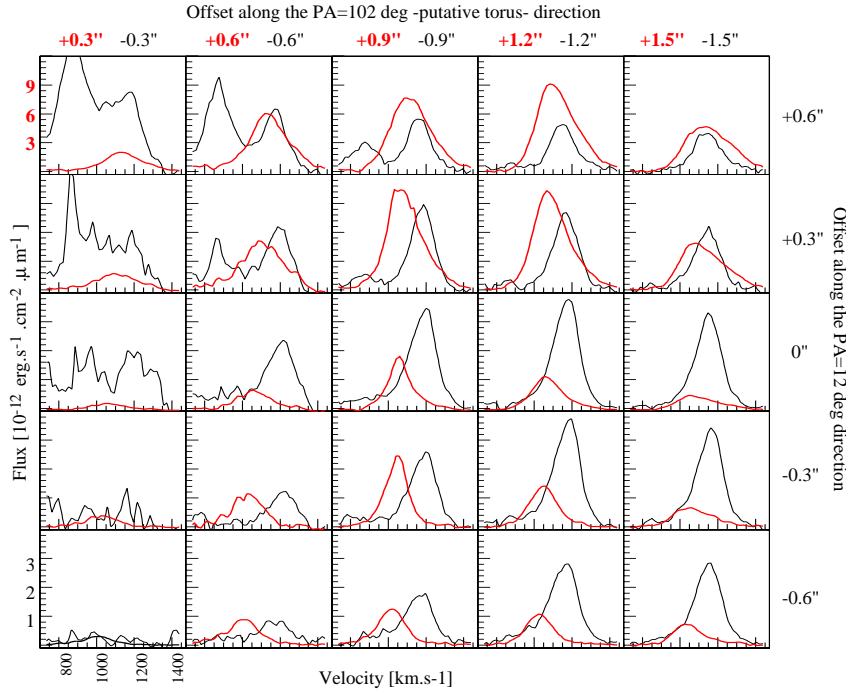 Offset along the PA=102 deg -putative torus- direction
+0.3'' -0.3'' +0.6'' -0.6'' +0.9'' -0.9'' +1.2'' -1.2'' +1.5'' -1.5''
9
6
3
+0.6''
+0.3''
0''
-0.3''
-0.6''
Offset along the PA=12 deg direction
Flux [10-12 erg.s-1 .cm-2 .μ m-1]
3
2
1
800 1000 1200 1400
Velocity [km.s-1]